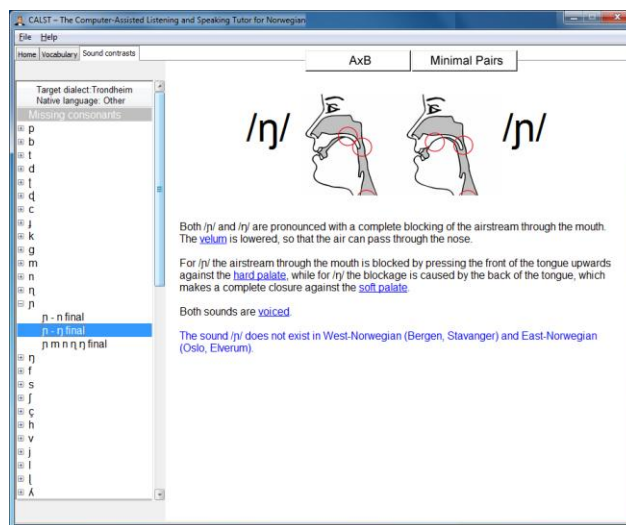 CALST – The Computer-Assisted Listening and Speaking Tutor for Norwegian
File Help
Home Vocabulary Sound contrasts
AxB Minimal Pairs
Target dialect:Trondheim
Native language: Other
Missing consonants
p
b
t
d
ʈ
ɖ
c
ɟ
k
g
m
n
ɳ
ɲ
ɲ - n final
ɲ - ŋ final
ɲ m n ɳ ŋ final
ŋ
f
s
ʃ
ç
h
v
j
l
ɭ
ʎ
/ŋ/ /ɲ/
Both /ɲ/ and /ŋ/ are pronounced with a complete blocking of the airstream through the mouth.
The velum is lowered, so that the air can pass through the nose.
For /ɲ/ the airstream through the mouth is blocked by pressing the front of the tongue upwards
against the hard palate, while for /ŋ/ the blockage is caused by the back of the tongue, which
makes a complete closure against the soft palate.
Both sounds are voiced.
The sound /ɲ/ does not exist in West-Norwegian (Bergen, Stavanger) and East-Norwegian
(Oslo, Elverum).